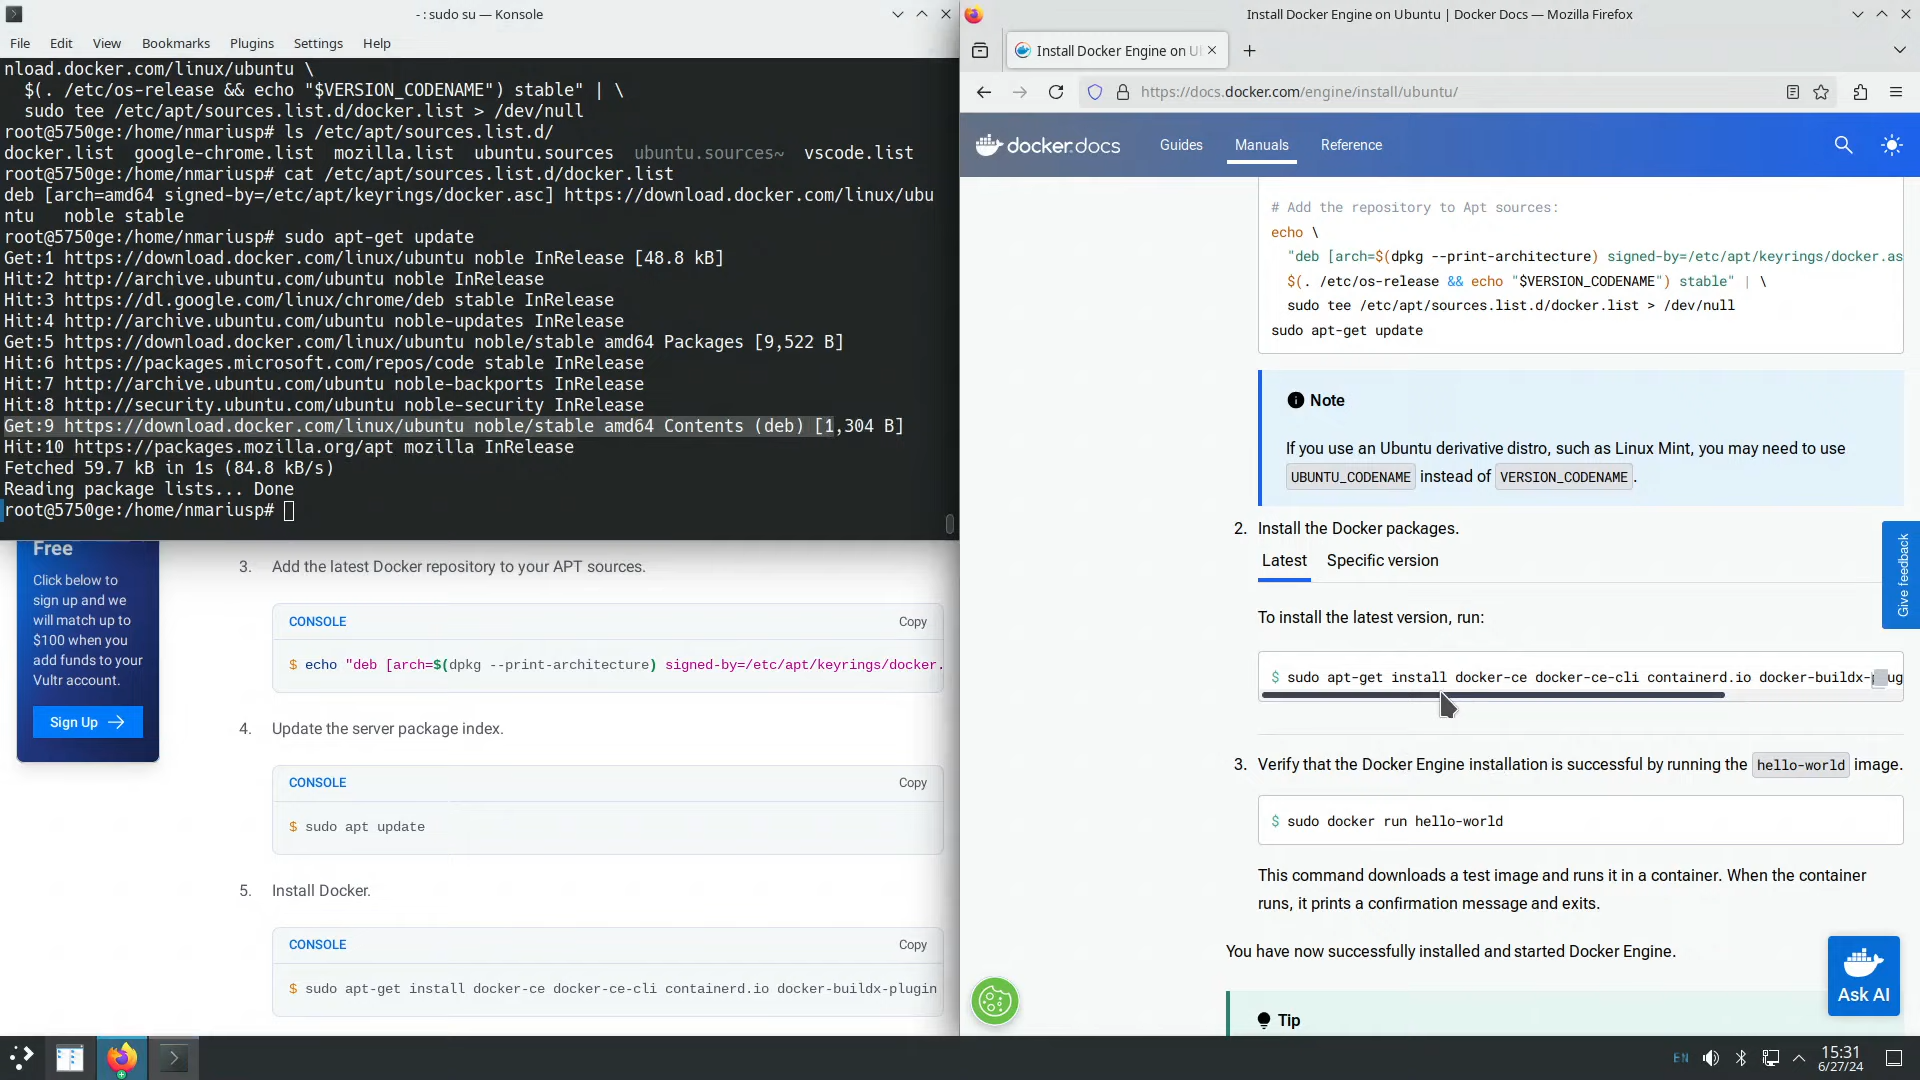 - : sudo su — Konsole
File Edit View Bookmarks Plugins Settings Help
nload.docker.com/linux/ubuntu \
$(. /etc/os-release && echo "$VERSION_CODENAME") stable" | \
sudo tee /etc/apt/sources.list.d/docker.list > /dev/null
root@5750ge:/home/nmariusp# ls /etc/apt/sources.list.d/
docker.list google-chrome.list mozilla.list ubuntu.sources ubuntu.sources~ vscode.list
root@5750ge:/home/nmariusp# cat /etc/apt/sources.list.d/docker.list
deb [arch=amd64 signed-by=/etc/apt/keyrings/docker.asc] https://download.docker.com/linux/ubu
ntu noble stable
root@5750ge:/home/nmariusp# sudo apt-get update
Get:1 https://download.docker.com/linux/ubuntu noble InRelease [48.8 kB]
Hit:2 http://archive.ubuntu.com/ubuntu noble InRelease
Hit:3 https://dl.google.com/linux/chrome/deb stable InRelease
Hit:4 http://archive.ubuntu.com/ubuntu noble-updates InRelease
Get:5 https://download.docker.com/linux/ubuntu noble/stable amd64 Packages [9,522 B]
Hit:6 https://packages.microsoft.com/repos/code stable InRelease
Hit:7 http://archive.ubuntu.com/ubuntu noble-backports InRelease
Hit:8 http://security.ubuntu.com/ubuntu noble-security InRelease
Get:9 https://download.docker.com/linux/ubuntu noble/stable amd64 Contents (deb) [1,304 B]
Hit:10 https://packages.mozilla.org/apt mozilla InRelease
Fetched 59.7 kB in 1s (84.8 kB/s)
Reading package lists... Done
root@5750ge:/home/nmariusp#
Free
Click below to
sign up and we
will match up to
$100 when you
add funds to your
Vultr account.
Sign Up
3. Add the latest Docker repository to your APT sources.
CONSOLE Copy
$ echo "deb [arch=$(dpkg --print-architecture) signed-by=/etc/apt/keyrings/docker.
4. Update the server package index.
CONSOLE Copy
$ sudo apt update
5. Install Docker.
CONSOLE Copy
$ sudo apt-get install docker-ce docker-ce-cli containerd.io docker-buildx-plugin
Install Docker Engine on Ubuntu | Docker Docs — Mozilla Firefox
Install Docker Engine on U
https://docs.docker.com/engine/install/ubuntu/
docker.docs Guides Manuals Reference
# Add the repository to Apt sources:
echo \
"deb [arch=$(dpkg --print-architecture) signed-by=/etc/apt/keyrings/docker.as
$(. /etc/os-release && echo "$VERSION_CODENAME") stable" | \
sudo tee /etc/apt/sources.list.d/docker.list > /dev/null
sudo apt-get update
Note
If you use an Ubuntu derivative distro, such as Linux Mint, you may need to use
UBUNTU_CODENAME instead of VERSION_CODENAME.
2. Install the Docker packages.
Latest Specific version
To install the latest version, run:
$ sudo apt-get install docker-ce docker-ce-cli containerd.io docker-buildx-plug
3. Verify that the Docker Engine installation is successful by running the hello-world image.
$ sudo docker run hello-world
This command downloads a test image and runs it in a container. When the container
runs, it prints a confirmation message and exits.
You have now successfully installed and started Docker Engine.
Tip
Give feedback
Ask AI
EN
15:31
6/27/24